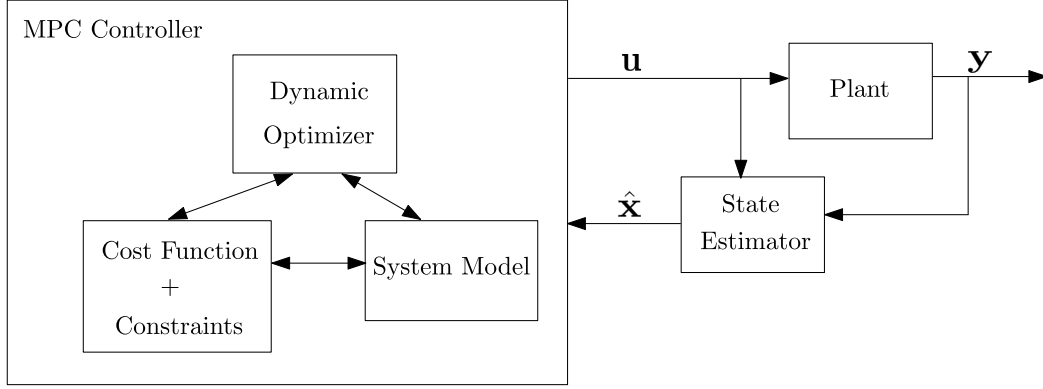 MPC Controller
Dynamic
Optimizer
Cost Function
+
Constraints
System Model
u
Plant
y
x̂
State
Estimator